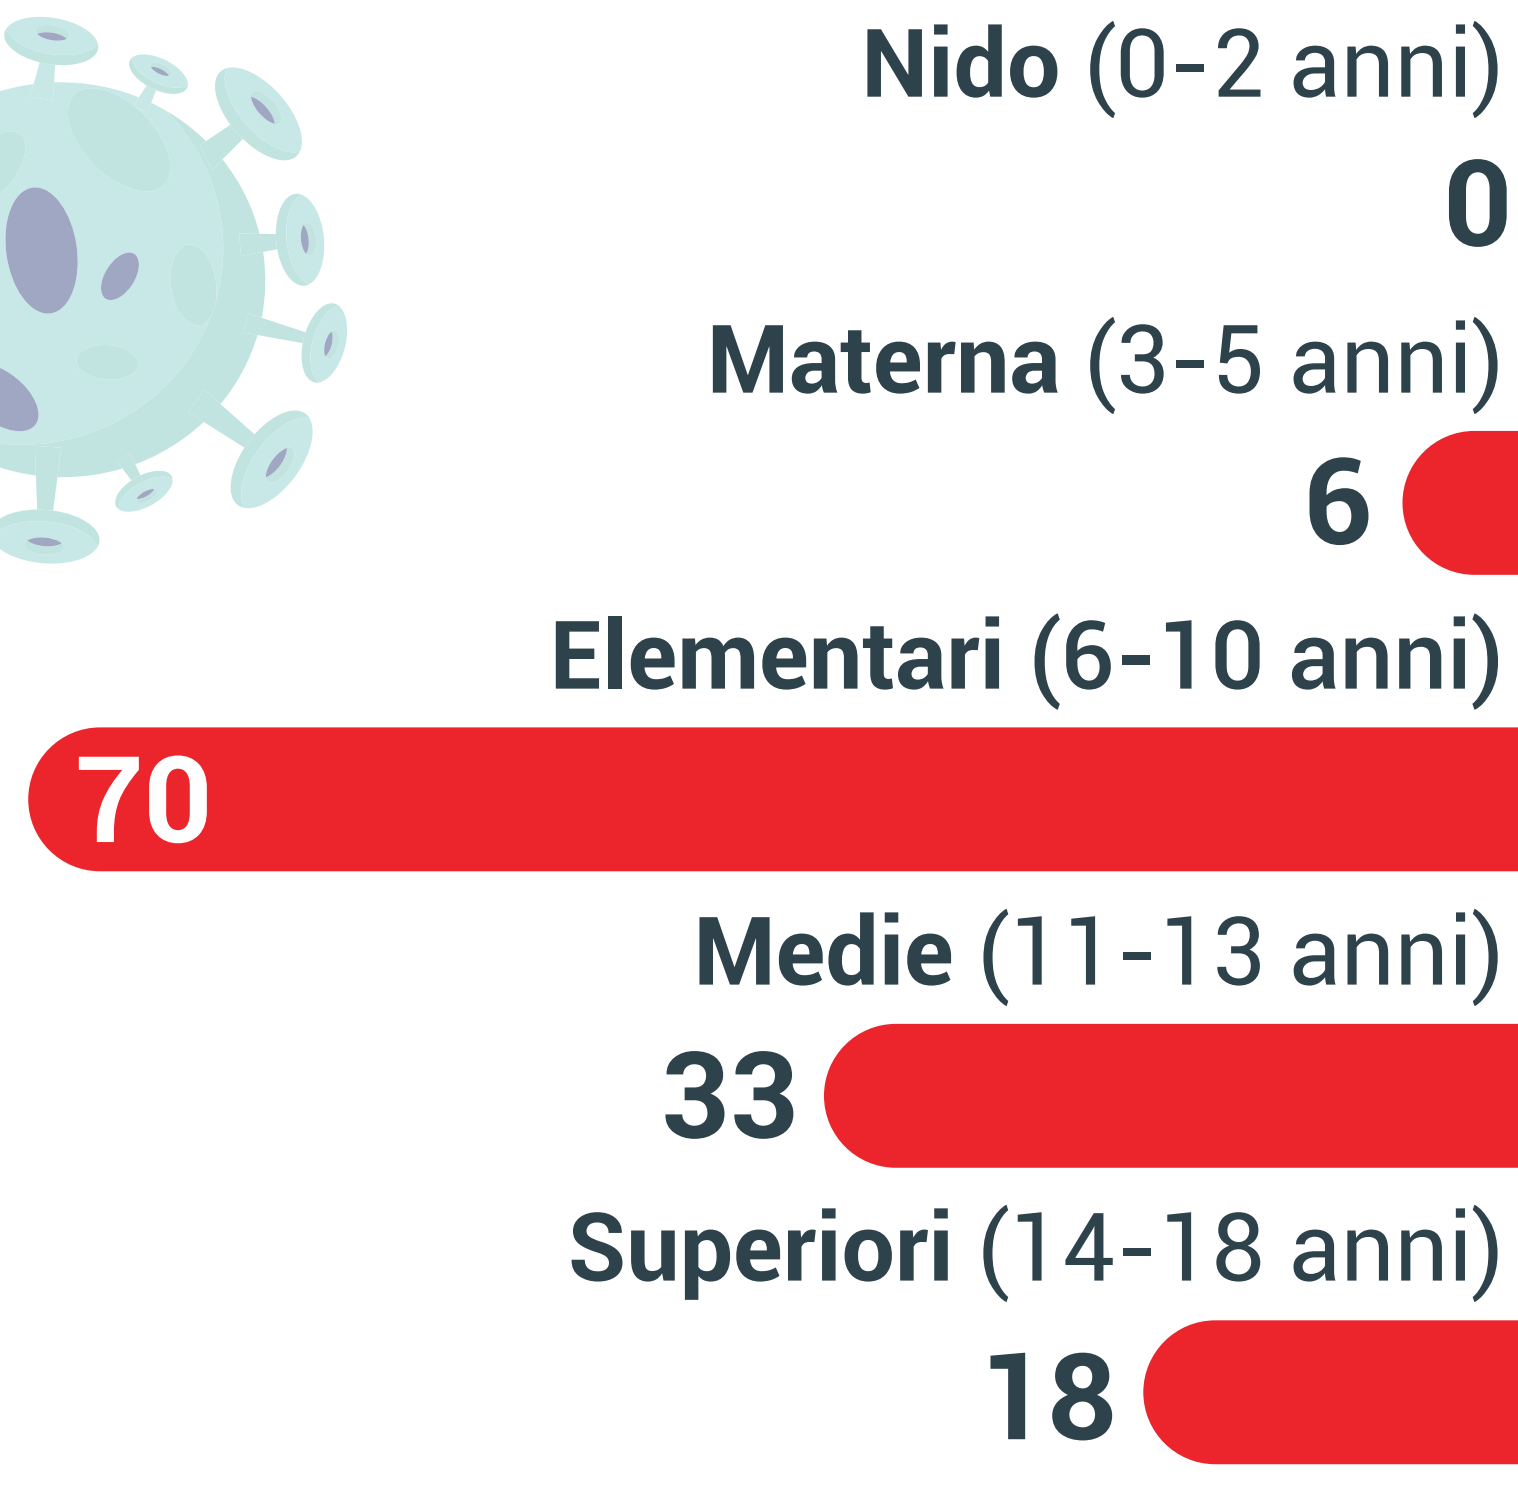 Nido (0-2 anni)
0
Materna (3-5 anni)
6
Elementari (6-10 anni)
70
Medie (11-13 anni)
33
Superiori (14-18 anni)
18